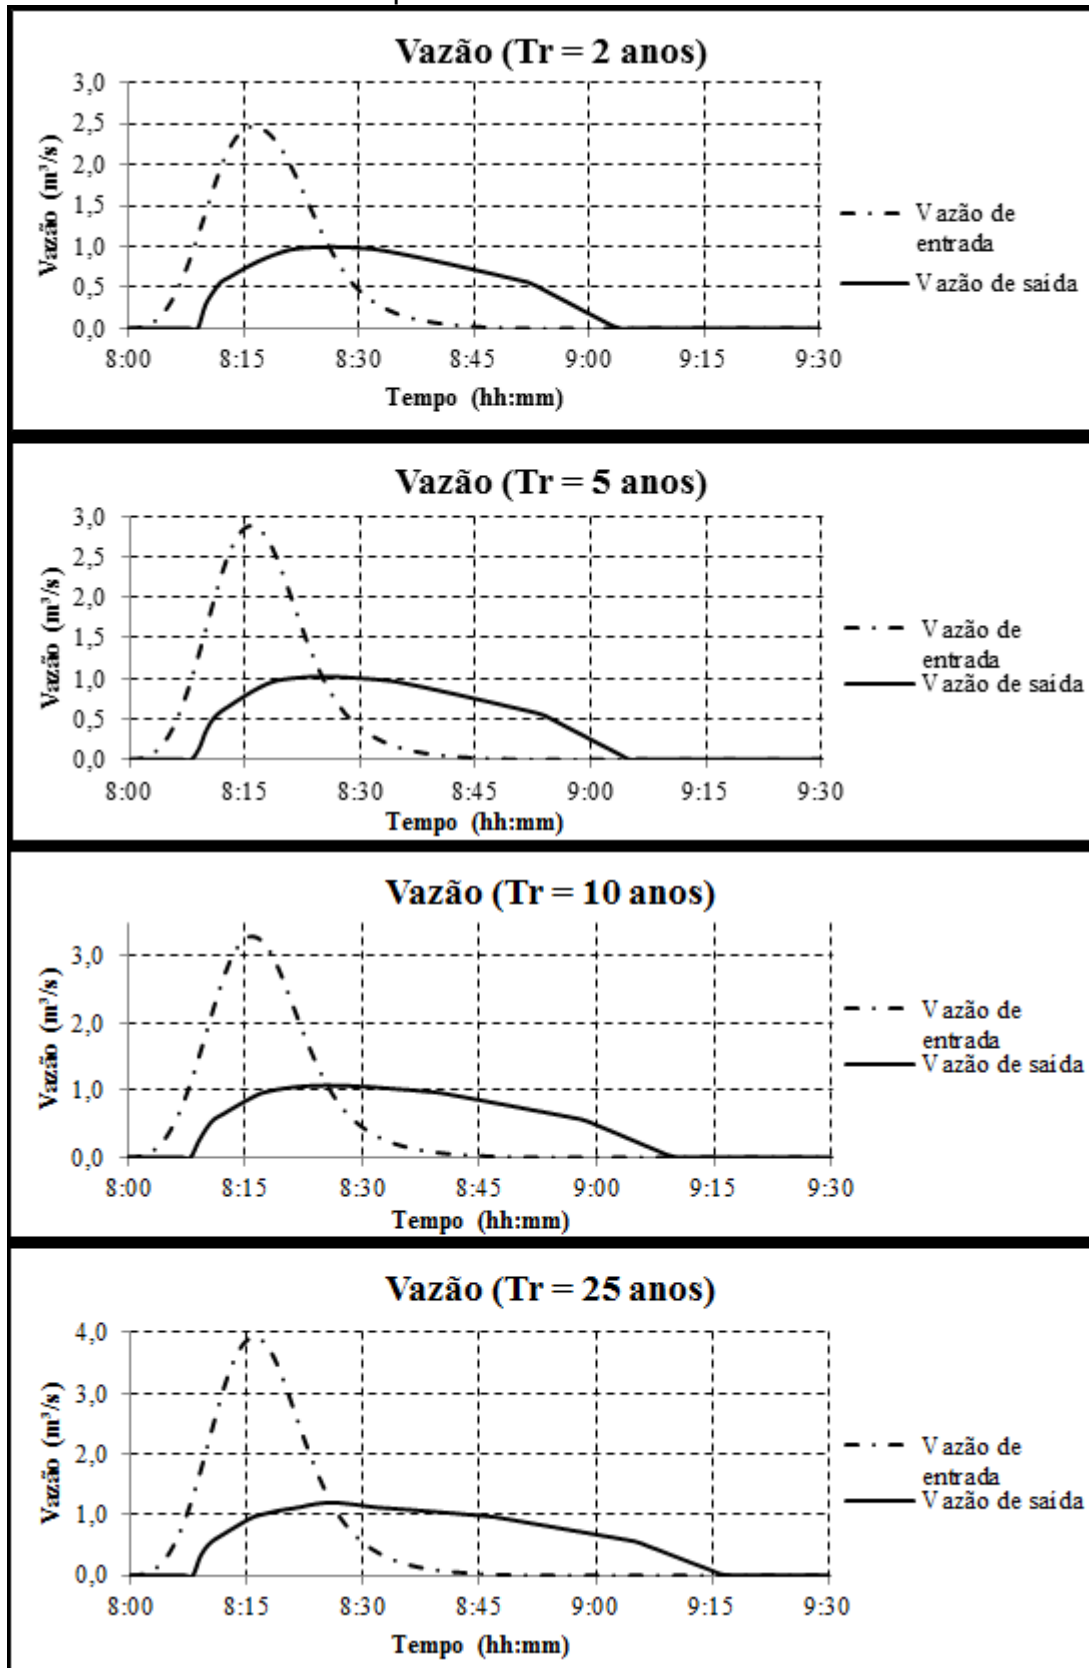 Vazão (Tr = 2 anos)
3,0
2,5
2,0
1,5
1,0
0,5
0,0
Vazão (m³/s)
8:00 8:15 8:30 8:45 9:00 9:15 9:30
Tempo (hh:mm)
Vazão de
entrada
Vazão de saída
Vazão (Tr = 5 anos)
3,0
2,5
2,0
1,5
1,0
0,5
0,0
Vazão (m³/s)
8:00 8:15 8:30 8:45 9:00 9:15 9:30
Tempo (hh:mm)
Vazão de
entrada
Vazão de saída
Vazão (Tr = 10 anos)
3,0
2,0
1,0
0,0
Vazão (m³/s)
8:00 8:15 8:30 8:45 9:00 9:15 9:30
Tempo (hh:mm)
Vazão de
entrada
Vazão de saída
Vazão (Tr = 25 anos)
4,0
3,0
2,0
1,0
0,0
Vazão (m³/s)
8:00 8:15 8:30 8:45 9:00 9:15 9:30
Tempo (hh:mm)
Vazão de
entrada
Vazão de saída